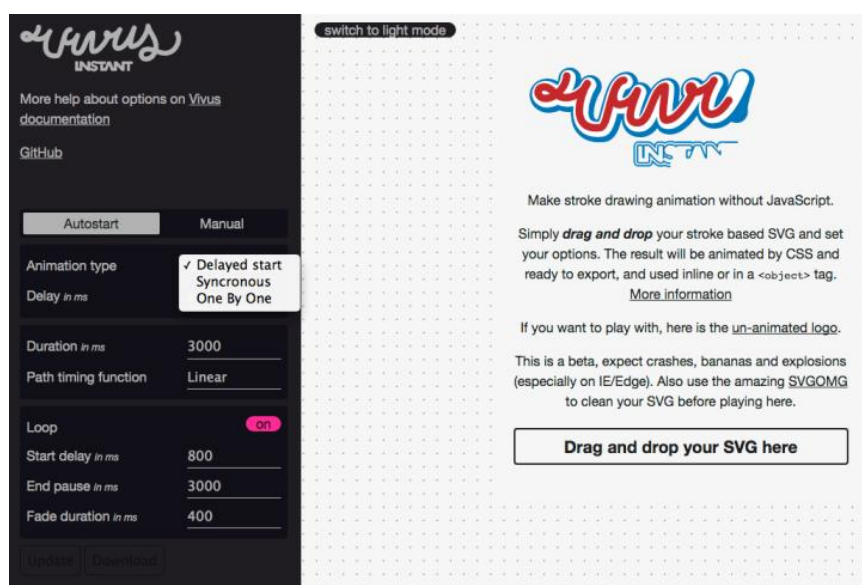 vivus
INSTANT
More help about options on Vivus
documentation
GitHub
Autostart Manual
Animation type ✓ Delayed start
Syncronous
One By One
Delay in ms
Duration in ms 3000
Path timing function Linear
Loop on
Start delay in ms 800
End pause in ms 3000
Fade duration in ms 400
Update Download
switch to light mode
vivus
INSTANT
Make stroke drawing animation without JavaScript.
Simply drag and drop your stroke based SVG and set
your options. The result will be animated by CSS and
ready to export, and used inline or in a <object> tag.
More information
If you want to play with, here is the un-animated logo.
This is a beta, expect crashes, bananas and explosions
(especially on IE/Edge). Also use the amazing SVGOMG
to clean your SVG before playing here.
Drag and drop your SVG here